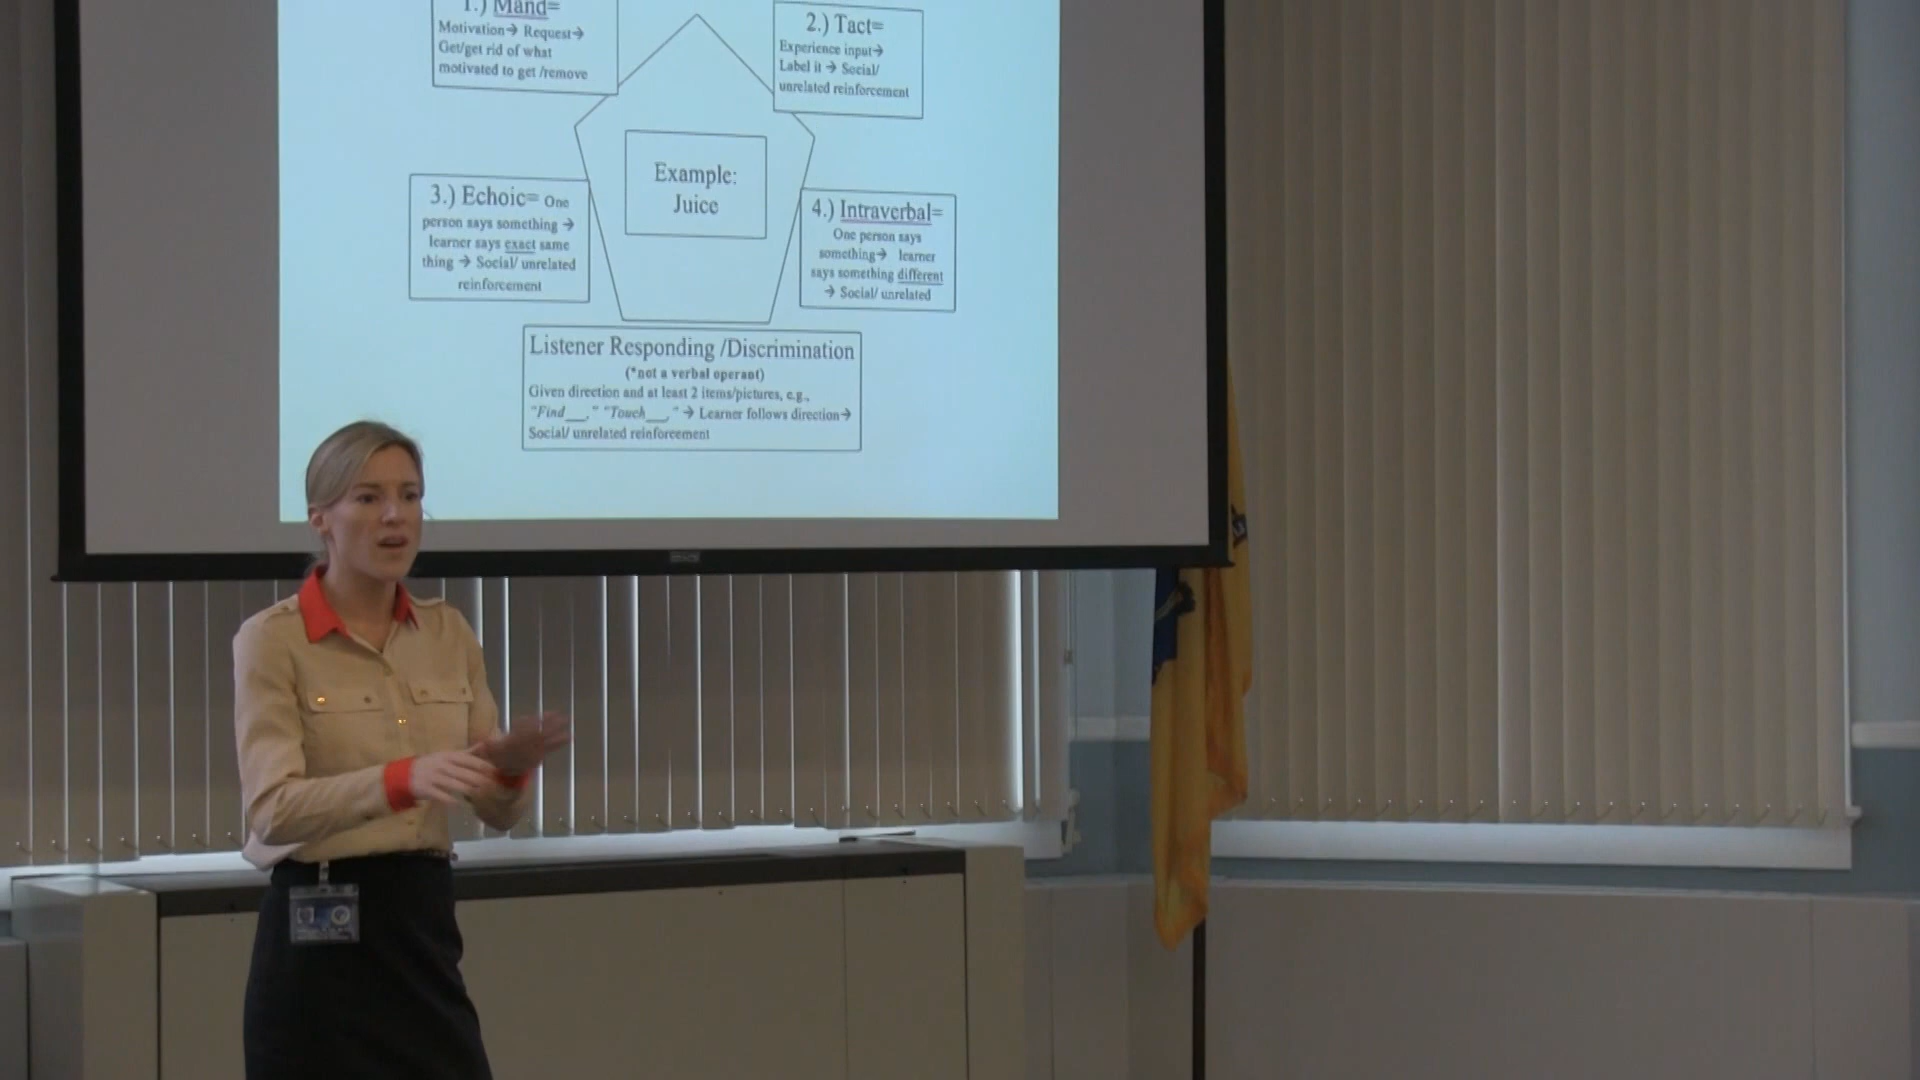 1.) Mand=
Motivation→ Request→
Get/get rid of what
motivated to get /remove
2.) Tact=
Experience input→
Label it → Social/
unrelated reinforcement
Example:
Juice
3.) Echoic= One
person says something →
learner says exact same
thing → Social/ unrelated
reinforcement
4.) Intraverbal=
One person says
something→ learner
says something different
→ Social/ unrelated
Listener Responding /Discrimination
(*not a verbal operant)
Given direction and at least 2 items/pictures, e.g.,
"Find___," "Touch___," → Learner follows direction→
Social/ unrelated reinforcement